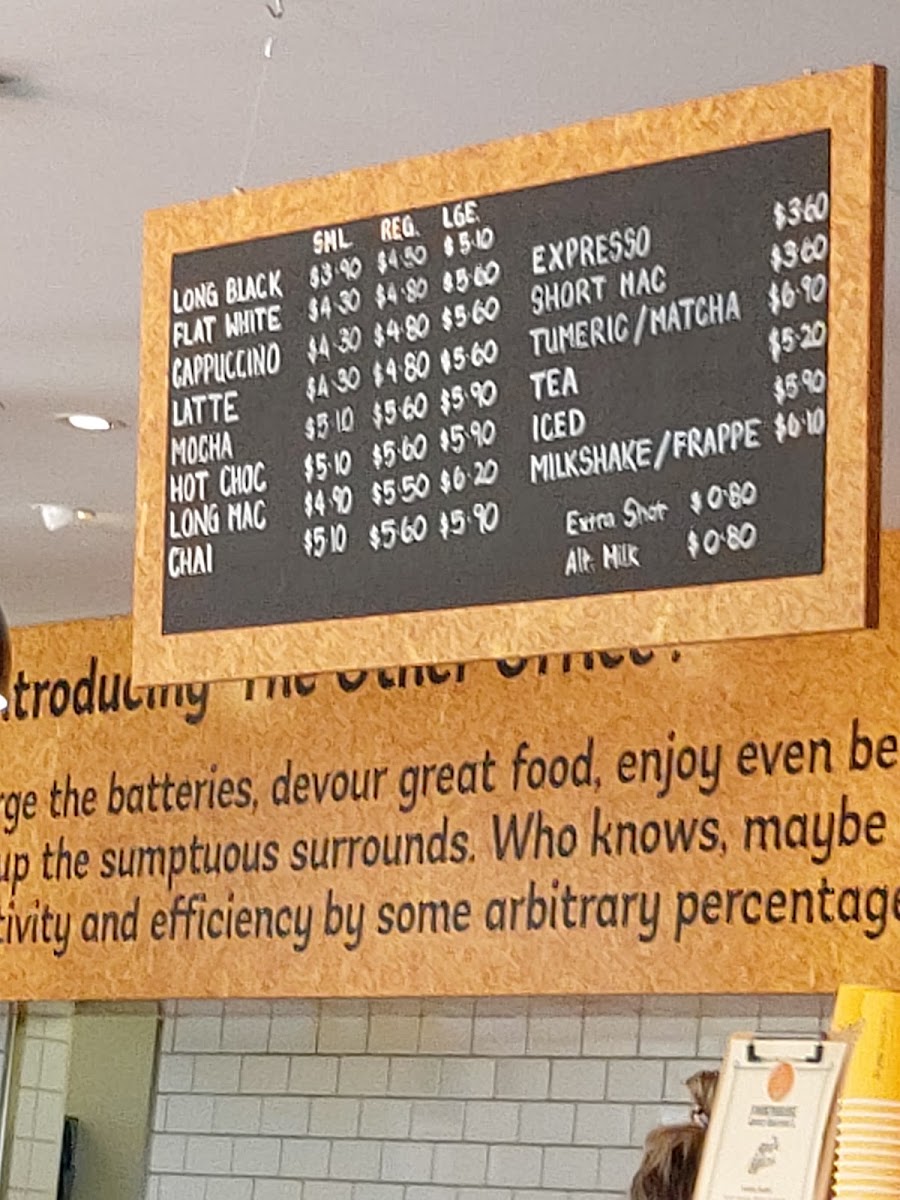 SML REG. LGE.
LONG BLACK $3.90 $4.50 $5.10
FLAT WHITE $4.30 $4.80 $5.60
CAPPUCCINO $4.30 $4.80 $5.60
LATTE $4.30 $4.80 $5.60
MOCHA $5.10 $5.60 $5.90
HOT CHOC $5.10 $5.60 $5.90
LONG MAC $4.90 $5.50 $6.20
CHAI $5.10 $5.60 $5.90
EXPRESSO $3.60
SHORT MAC $3.60
TUMERIC/MATCHA $6.90
TEA $5.20
ICED $5.90
MILKSHAKE/FRAPPE $6.10
Extra Shot $0.80
Alt. Milk $0.80
troducing The Other Office?
rge the batteries, devour great food, enjoy even be
up the sumptuous surrounds. Who knows, maybe
tivity and efficiency by some arbitrary percentage